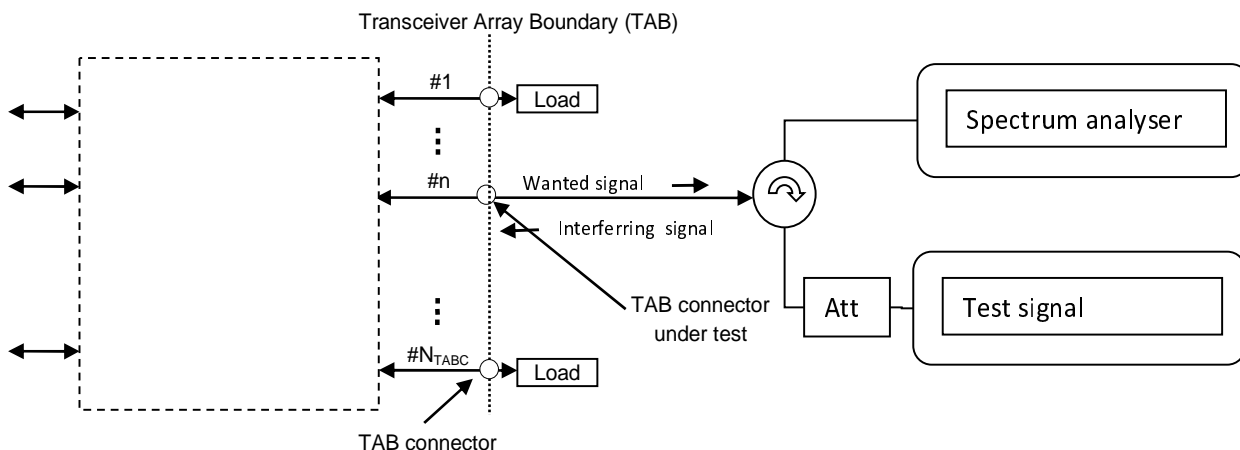 Transceiver Array Boundary (TAB)
#1
Load
Spectrum analyser
#n
Wanted signal
Interferring signal
TAB connector
under test
Att
Test signal
#NTABC
Load
TAB connector